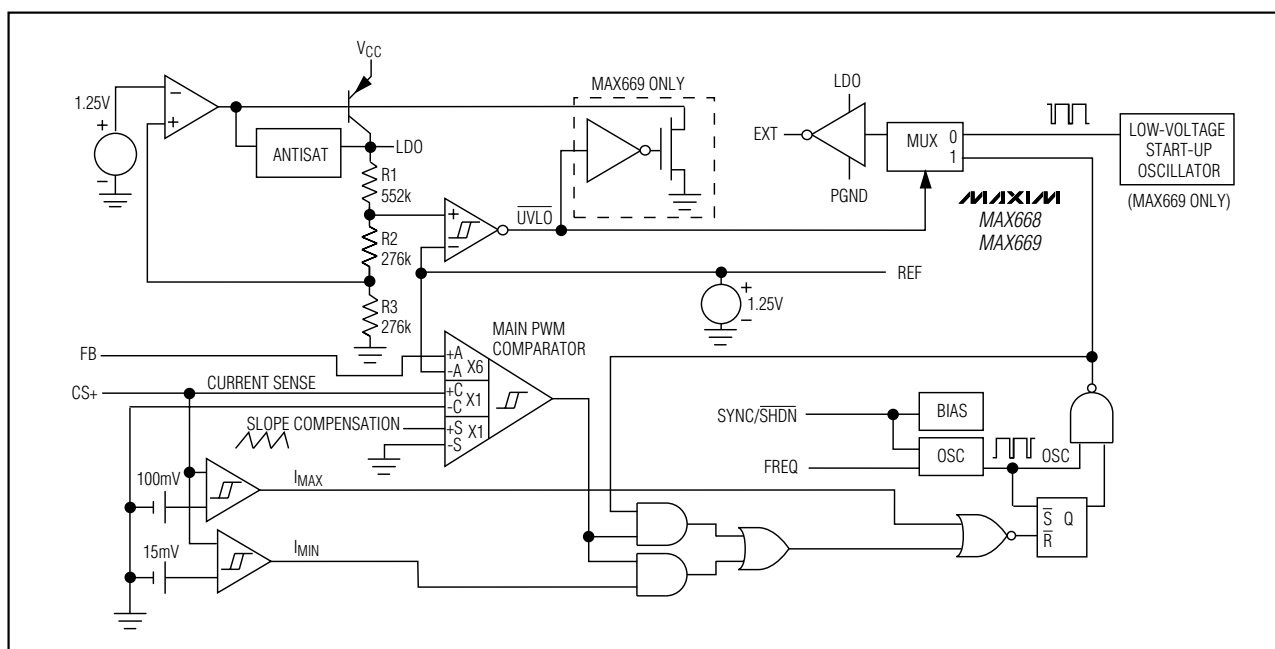 VCC
1.25V
+
−
−
+
ANTISAT
LDO
R1
552k
R2
276k
R3
276k
+
−
UVLO
MAX669 ONLY
LDO
EXT
PGND
MUX
0
1
LOW-VOLTAGE
START-UP
OSCILLATOR
(MAX669 ONLY)
MAXIM
MAX668
MAX669
REF
+
1.25V
−
MAIN PWM
COMPARATOR
FB
CS+
CURRENT SENSE
SLOPE COMPENSATION
+A
-A
X6
+C
-C
X1
+S
-S
X1
SYNC/SHDN
BIAS
FREQ
OSC
OSC
100mV
IMAX
15mV
IMIN
S Q
R